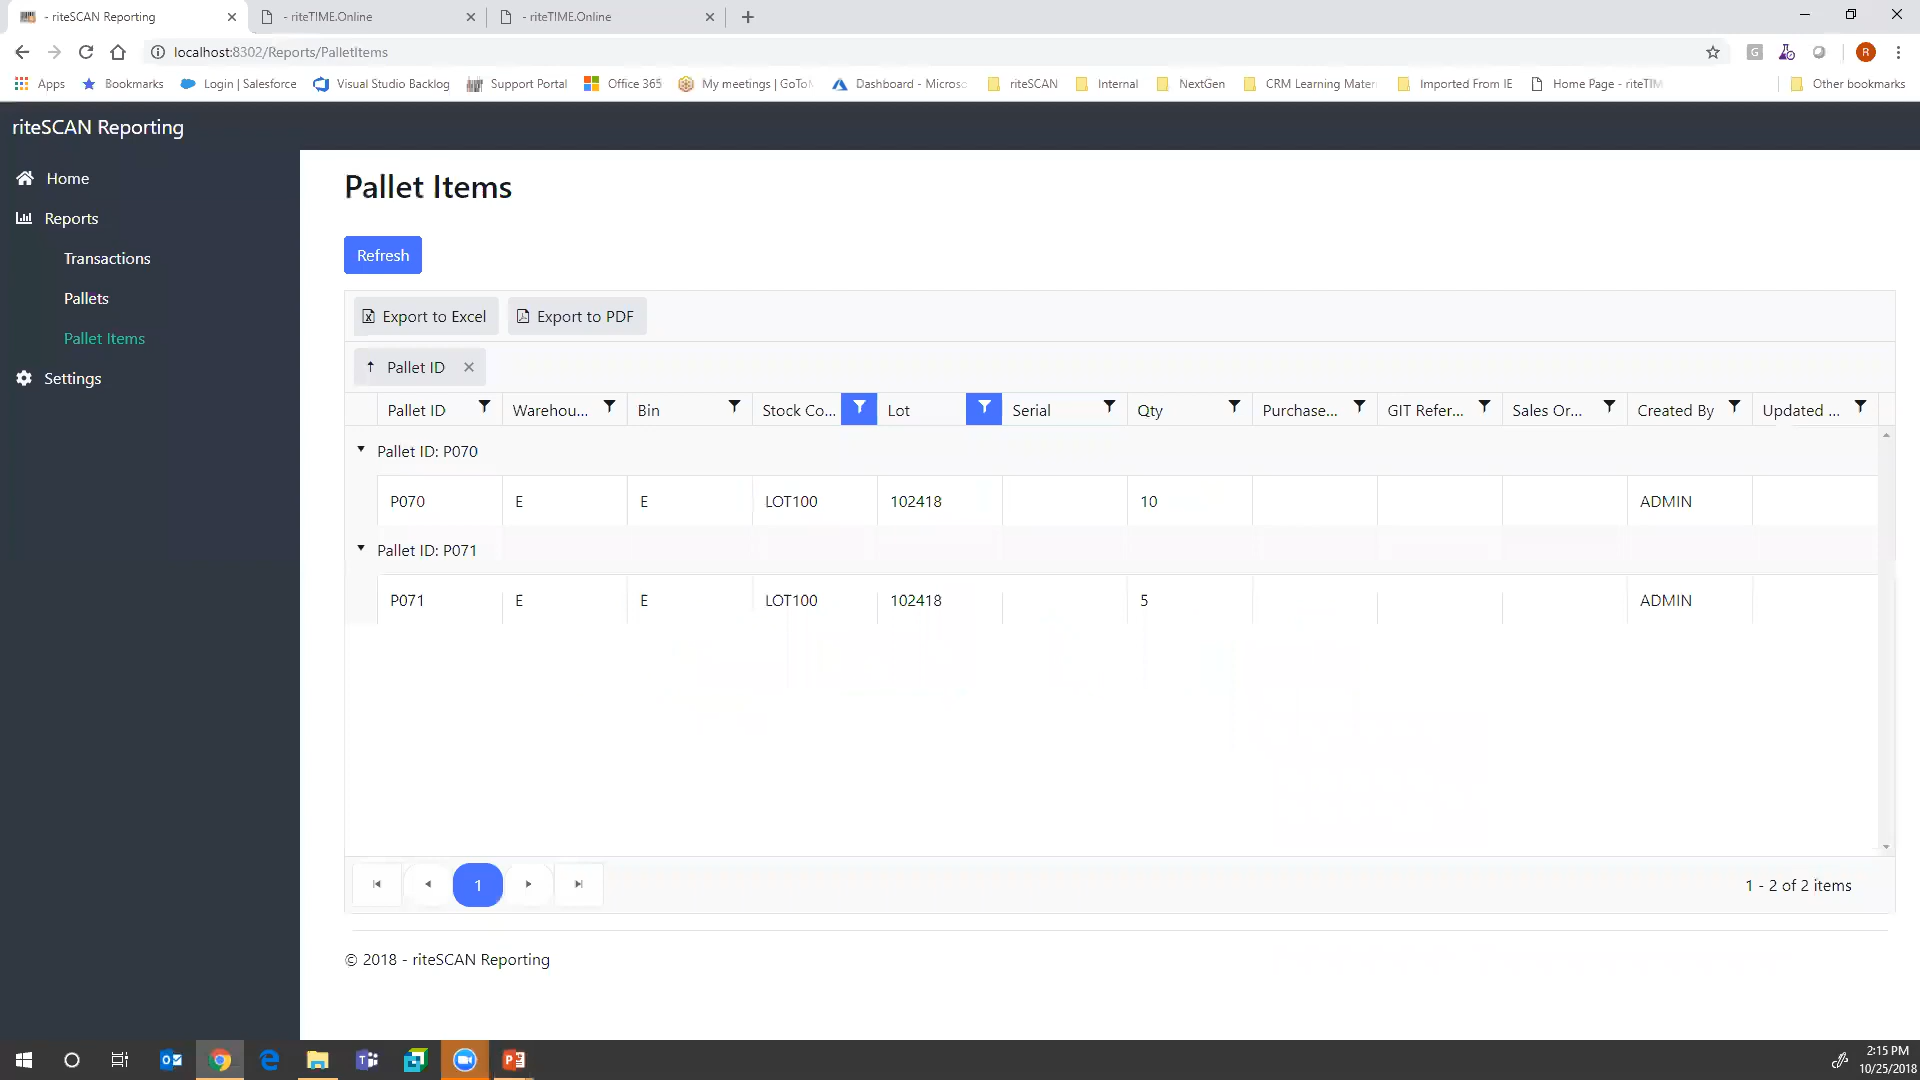 - riteSCAN Reporting
- riteTIME.Online
- riteTIME.Online
localhost:8302/Reports/PalletItems
G
R
Apps
Bookmarks
Login | Salesforce
Visual Studio Backlog
Support Portal
Office 365
My meetings | GoTo
Dashboard - Micros
riteSCAN
Internal
NextGen
CRM Learning Mater
Imported From IE
Home Page - riteTI
Other bookmarks
riteSCAN Reporting
Home
Reports
Transactions
Pallets
Pallet Items
Settings
Pallet Items
Refresh
Export to Excel
Export to PDF
Pallet ID
Pallet ID
Warehou...
Bin
Stock Co...
Lot
Serial
Qty
Purchase...
GIT Refer...
Sales Or...
Created By
Updated ...
Pallet ID: P070
P070
E
E
LOT100
102418
10
ADMIN
Pallet ID: P071
P071
E
E
LOT100
102418
5
ADMIN
1
1 - 2 of 2 items
© 2018 - riteSCAN Reporting
2:15 PM
10/25/2018